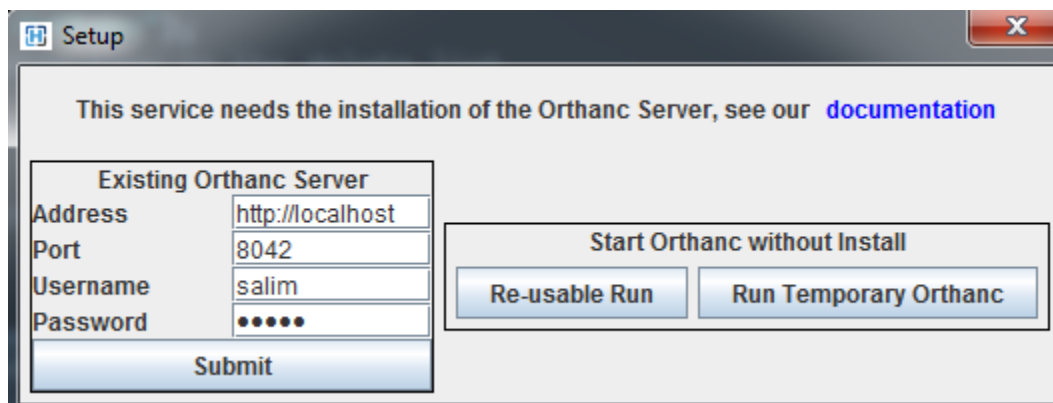 Setup
This service needs the installation of the Orthanc Server, see our documentation
Existing Orthanc Server
Address http://localhost
Port 8042
Username salim
Password •••••
Submit
Start Orthanc without Install
Re-usable Run Run Temporary Orthanc